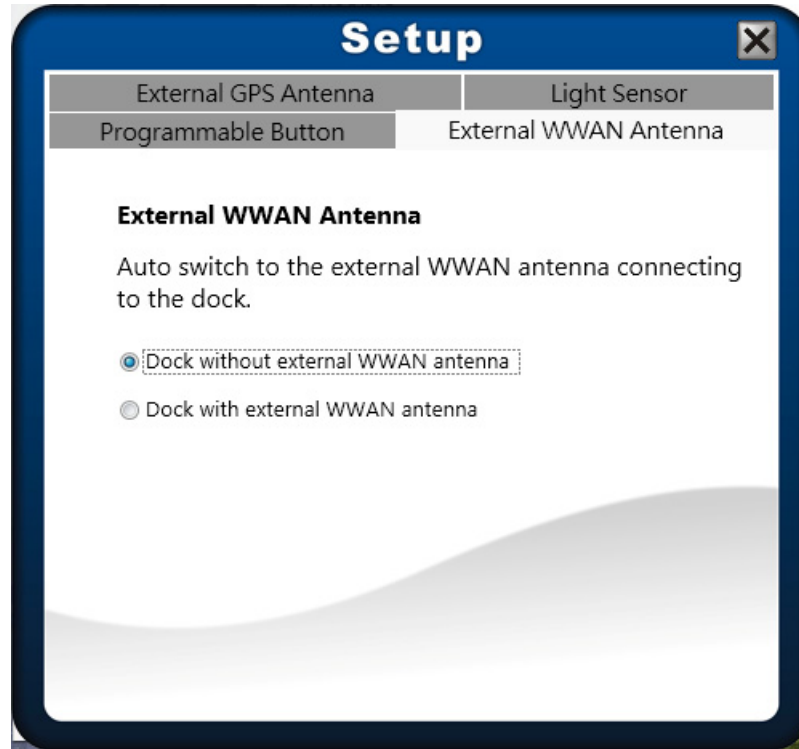 Setup
External GPS Antenna
Light Sensor
Programmable Button
External WWAN Antenna
External WWAN Antenna
Auto switch to the external WWAN antenna connecting
to the dock.
Dock without external WWAN antenna
Dock with external WWAN antenna